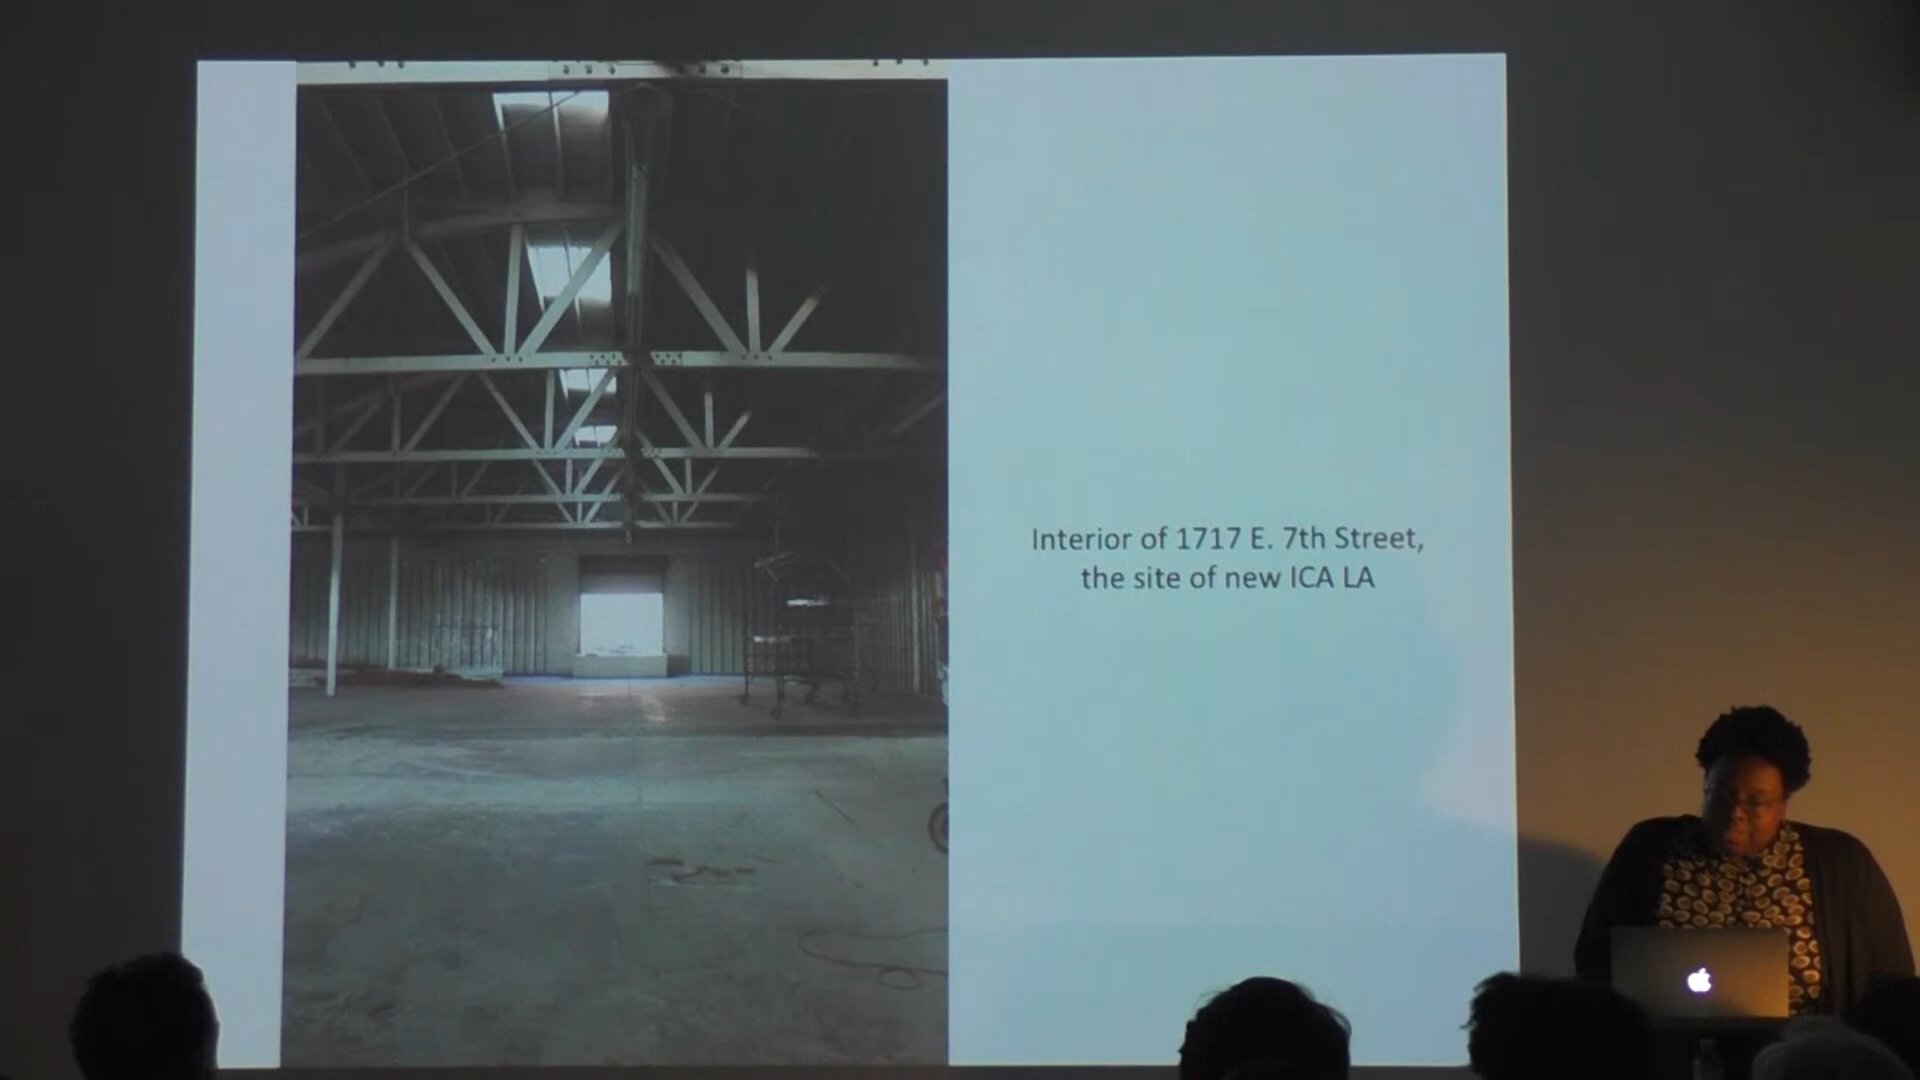 Interior of 1717 E. 7th Street,
the site of new ICA LA